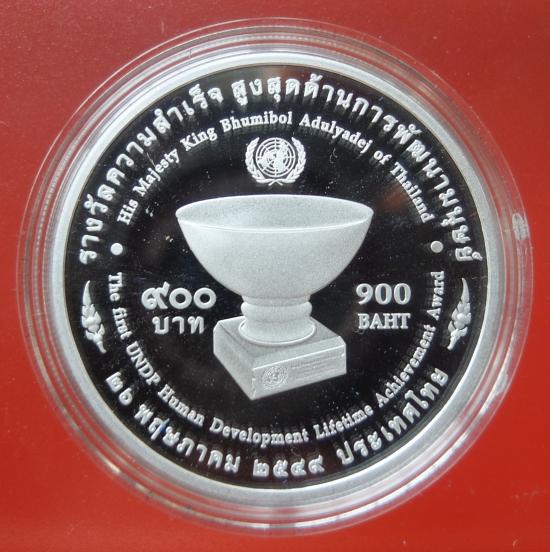 รางวัลความสำเร็จ สูงสุดด้านการพัฒนามนุษย์
His Majesty King Bhumibol Adulyadej of Thailand
๙๐๐
บาท
900
BAHT
The first UNDP Human Development Lifetime Achievement Award
๒๖ พฤษภาคม ๒๕๔๙ ประเทศไทย